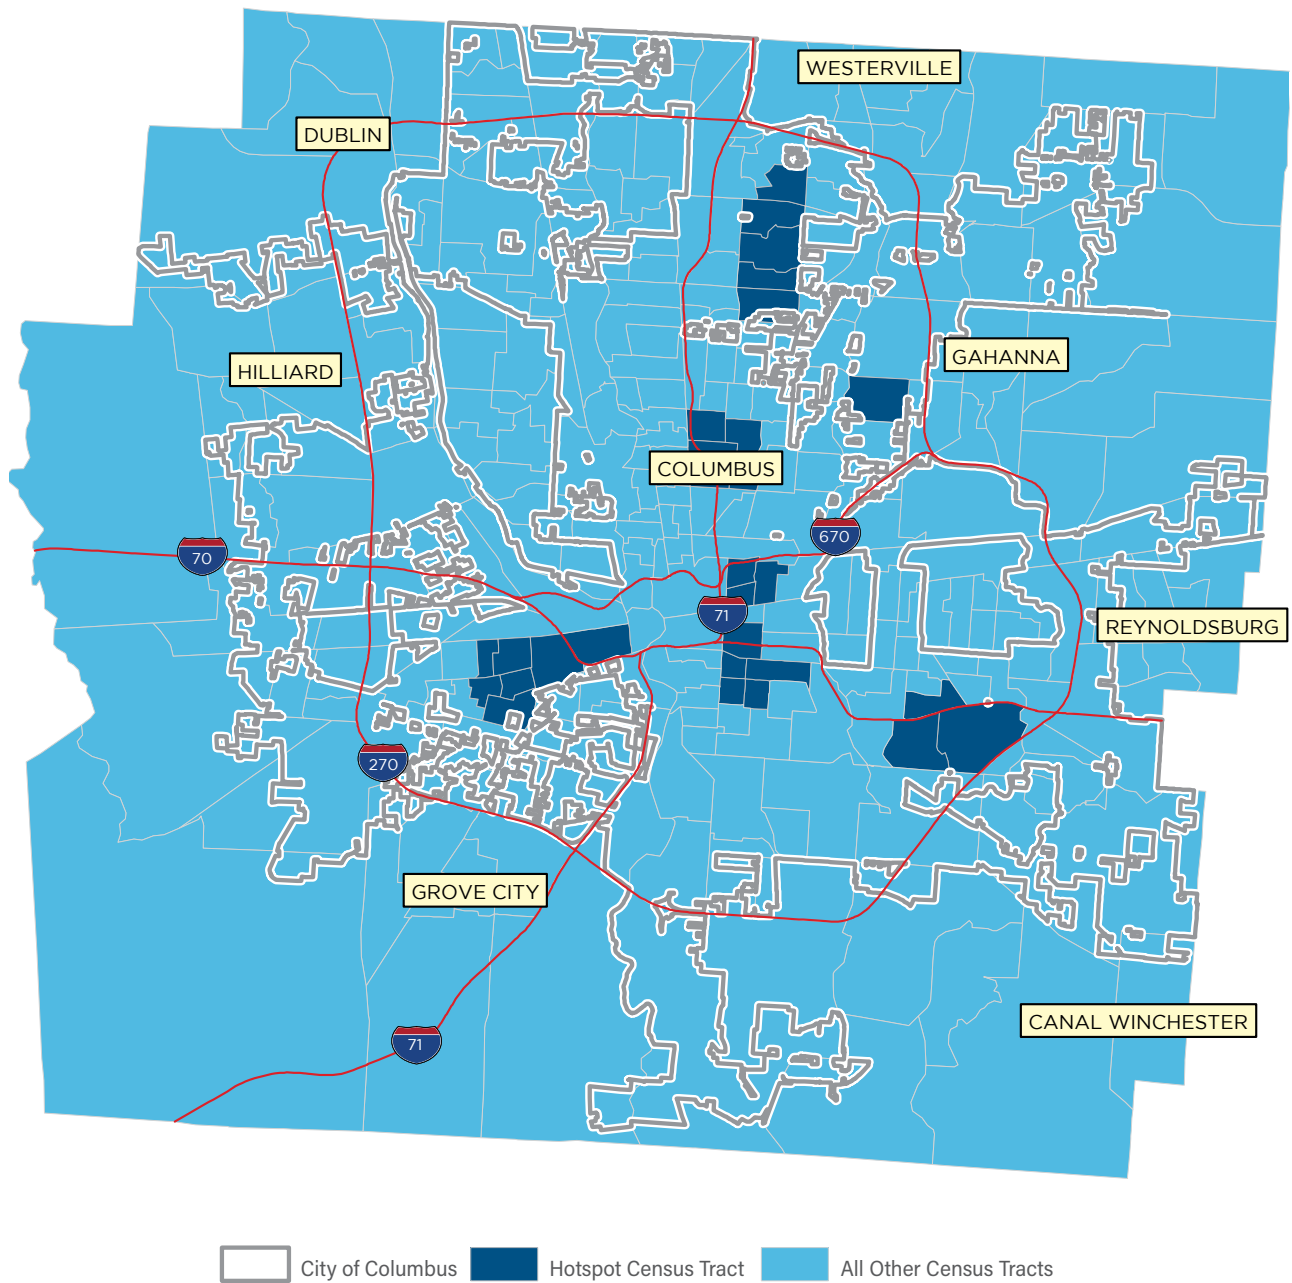 WESTERVILLE
DUBLIN
GAHANNA
HILLIARD
COLUMBUS
670
70
71
REYNOLDSBURG
270
GROVE CITY
CANAL WINCHESTER
71
City of Columbus
Hotspot Census Tract
All Other Census Tracts